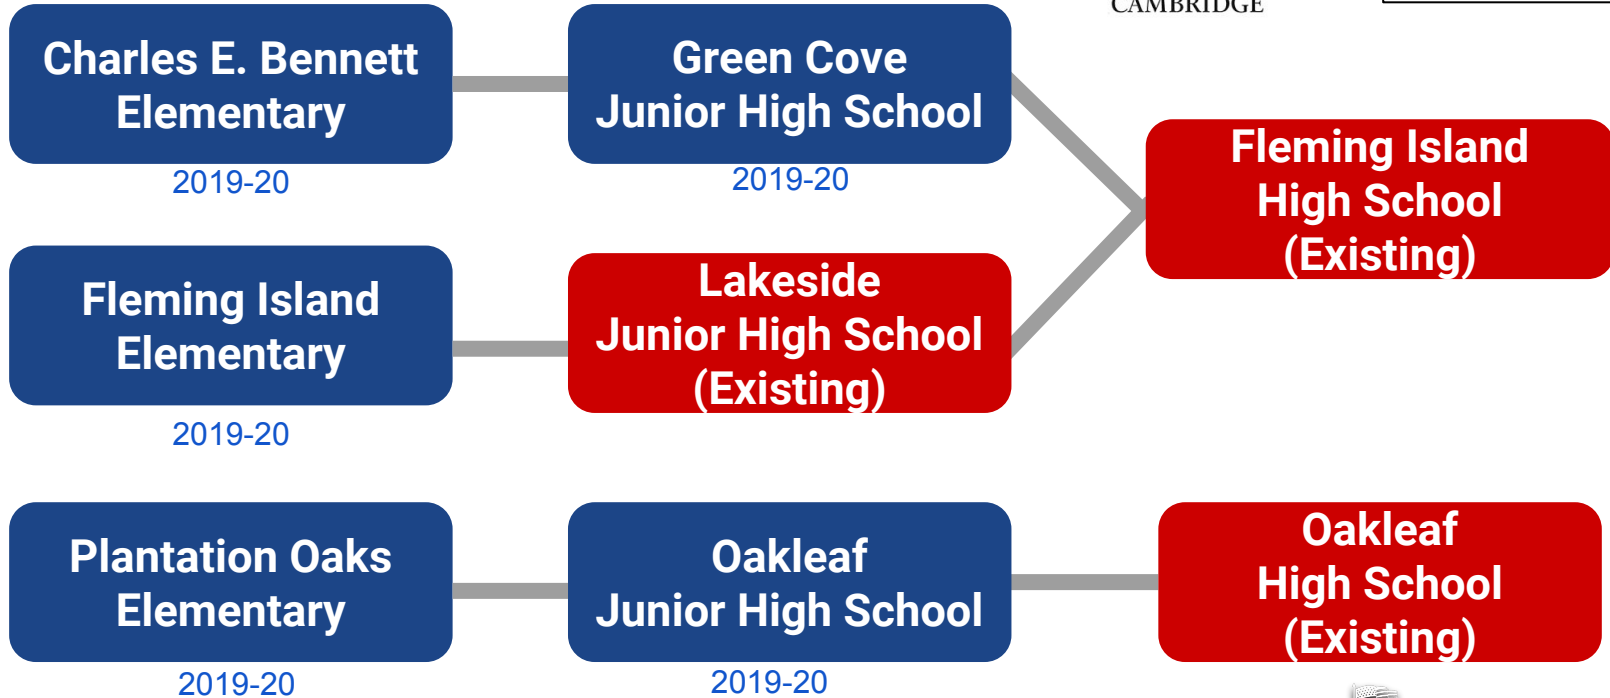 CAMBRIDGE
Charles E. Bennett
Elementary
2019-20
Green Cove
Junior High School
2019-20
Fleming Island
High School
(Existing)
Fleming Island
Elementary
2019-20
Lakeside
Junior High School
(Existing)
Plantation Oaks
Elementary
2019-20
Oakleaf
Junior High School
2019-20
Oakleaf
High School
(Existing)